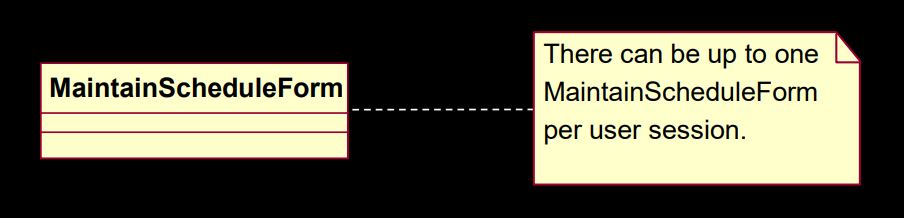 MaintainScheduleForm
There can be up to one
MaintainScheduleForm
per user session.